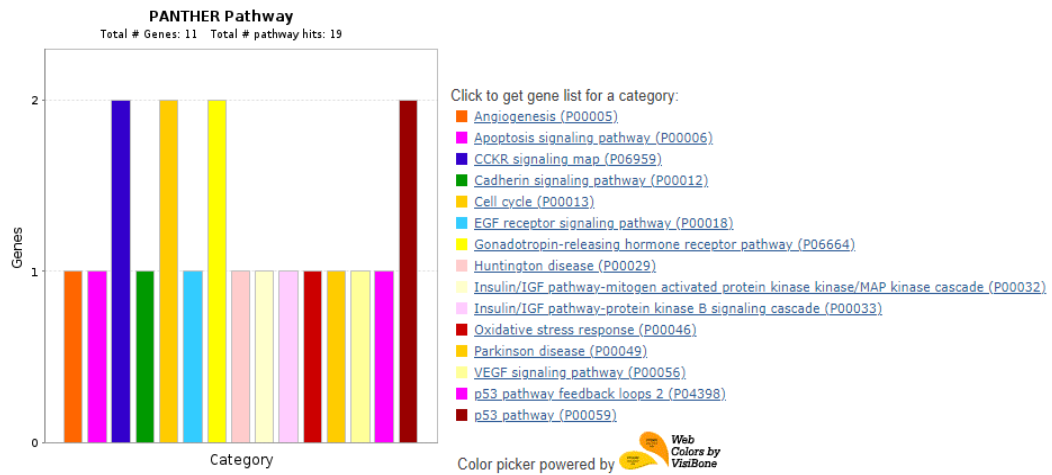 PANTHER Pathway
Total # Genes: 11 Total # pathway hits: 19
2
1
0
Genes
Category
Click to get gene list for a category:
Angiogenesis (P00005)
Apoptosis signaling pathway (P00006)
CCKR signaling map (P06959)
Cadherin signaling pathway (P00012)
Cell cycle (P00013)
EGF receptor signaling pathway (P00018)
Gonadotropin-releasing hormone receptor pathway (P06664)
Huntington disease (P00029)
Insulin/IGF pathway-mitogen activated protein kinase kinase/MAP kinase cascade (P00032)
Insulin/IGF pathway-protein kinase B signaling cascade (P00033)
Oxidative stress response (P00046)
Parkinson disease (P00049)
VEGF signaling pathway (P00056)
p53 pathway feedback loops 2 (P04398)
p53 pathway (P00059)
Color picker powered by
Web
Colors by
VisiBone